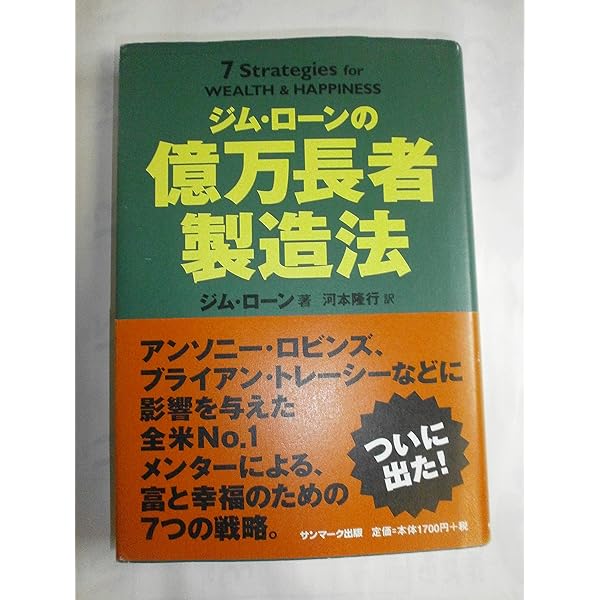 7 Strategies for
WEALTH & HAPPINESS
ジム・ローンの
億万長者
製造法
ジム・ローン 著 河本隆行 訳
アンソニー・ロビンズ、
ブライアン・トレーシーなどに
影響を与えた
全米No.1
メンターによる、
富と幸福のための
7つの戦略。
ついに
出た!
サンマーク出版 定価=本体1700円+税